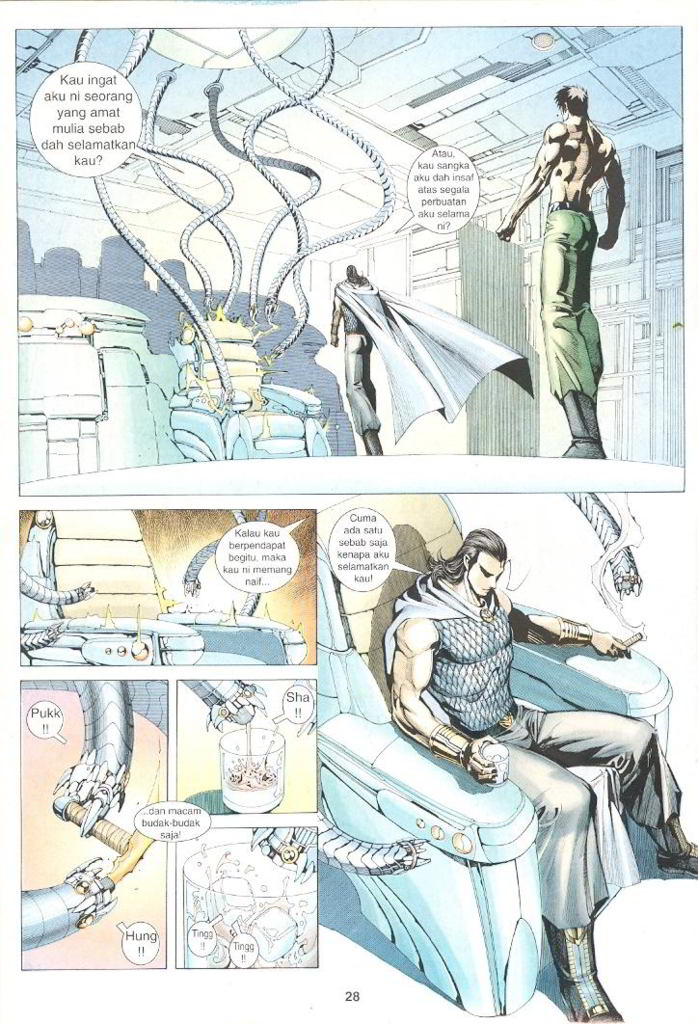 Kau ingat
aku ni seorang
yang amat
mulia sebab
dah selamatkan
kau?
Atau,
kau sangka
aku dah insaf
atas segala
perbuatan
aku selama
ni?
Kalau kau
berpendapat
begitu, maka
kau ni memang
naif...
Cuma
ada satu
sebab saja
kenapa aku
selamatkan
kau!
Pukk
!!
Sha
!!
...dan macam
budak-budak
saja!
Hung
!!
Tingg
!!
Tingg
!!
28